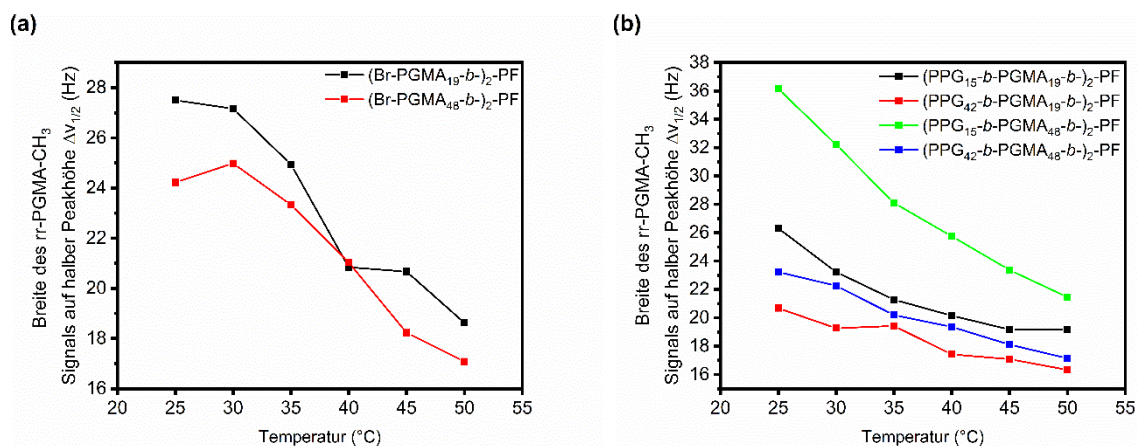 (a)
Breite des rr-PGMA-CH₃
Signals auf halber Peakhöhe Δv₁/₂ (Hz)
28
26
24
22
20
18
16
(Br-PGMA₁₉-b-)₂-PF
(Br-PGMA₄₈-b-)₂-PF
20 25 30 35 40 45 50 55
Temperatur (°C)
(b)
Breite des rr-PGMA-CH₃
Signals auf halber Peakhöhe Δv₁/₂ (Hz)
38
36
34
32
30
28
26
24
22
20
18
16
(PPG₁₅-b-PGMA₁₉-b-)₂-PF
(PPG₄₂-b-PGMA₁₉-b-)₂-PF
(PPG₁₅-b-PGMA₄₈-b-)₂-PF
(PPG₄₂-b-PGMA₄₈-b-)₂-PF
20 25 30 35 40 45 50 55
Temperatur (°C)